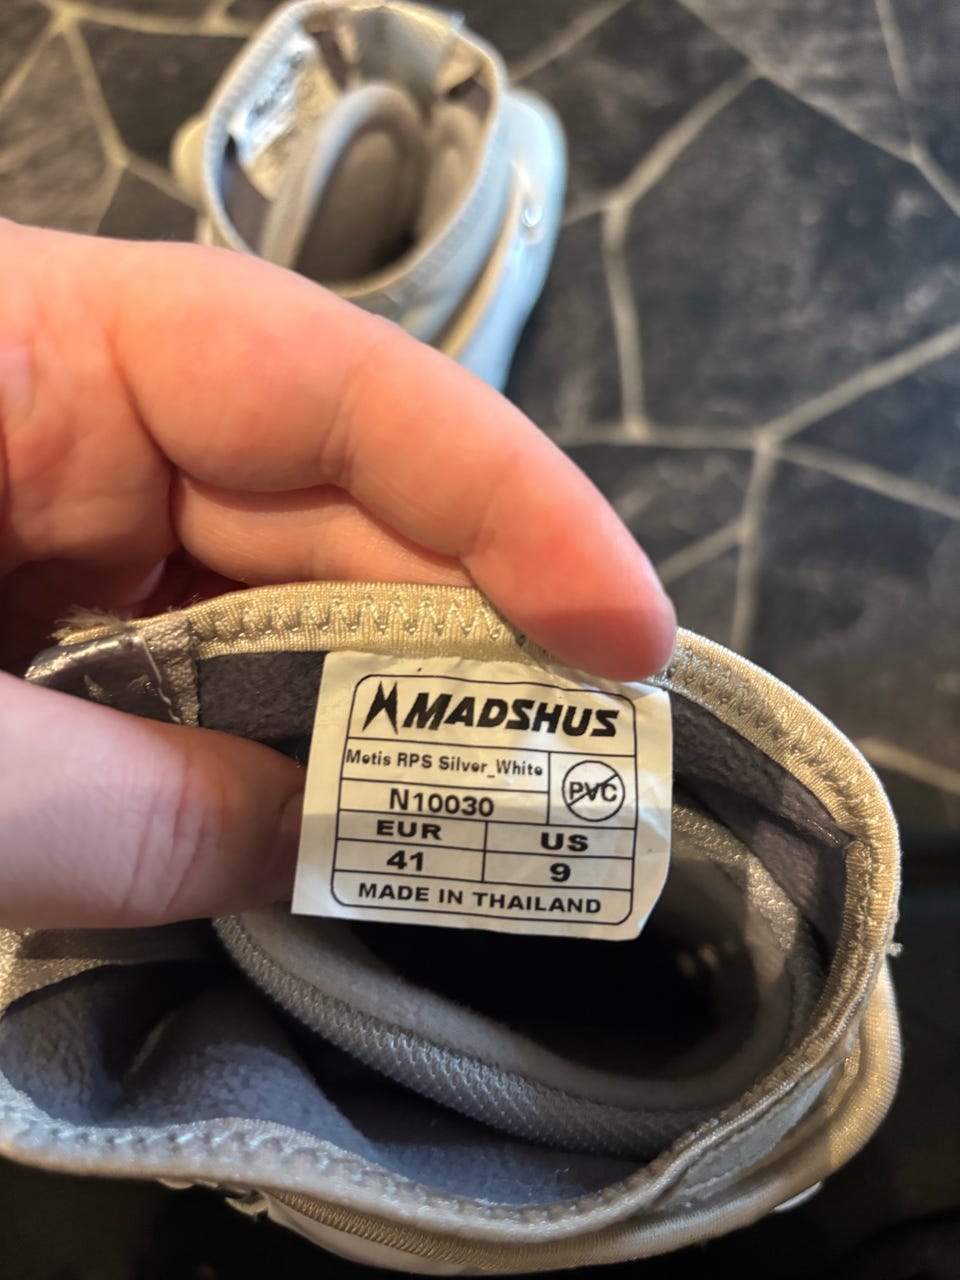 MADSHUS
Metis RPS Silver_White
PVC
N10030
EUR
US
41
9
MADE IN THAILAND